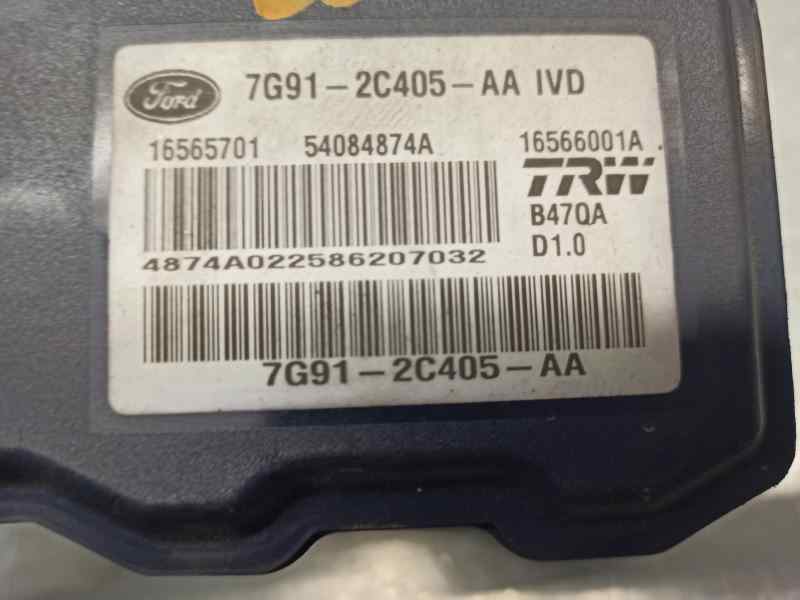 Ford 7G91-2C405-AA IVD
16565701 54084874A 16566001A.
TRW
B47QA
4874A022586207032
D1.0
7G91-2C405-AA